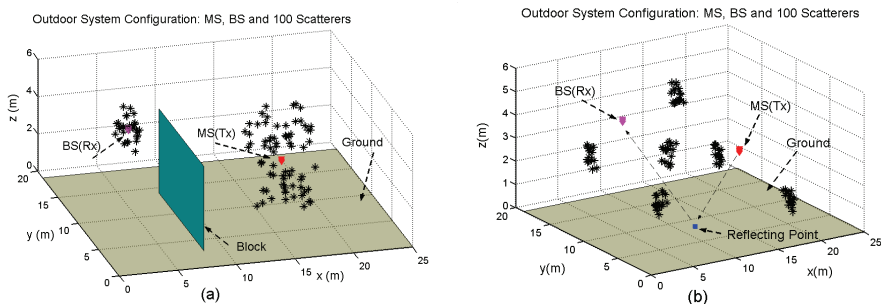 Outdoor System Configuration: MS, BS and 100 Scatterers
6
4
2
0
z (m)
20
15
10
5
0
y (m)
0
5
10
15
20
25
x (m)
BS(Rx)
MS(Tx)
Ground
Block
(a)
Outdoor System Configuration: MS, BS and 100 Scatterers
6
5
4
3
2
1
0
z(m)
20
15
10
5
0
y(m)
0
5
10
15
20
25
x(m)
BS(Rx)
MS(Tx)
Ground
Reflecting Point
(b)